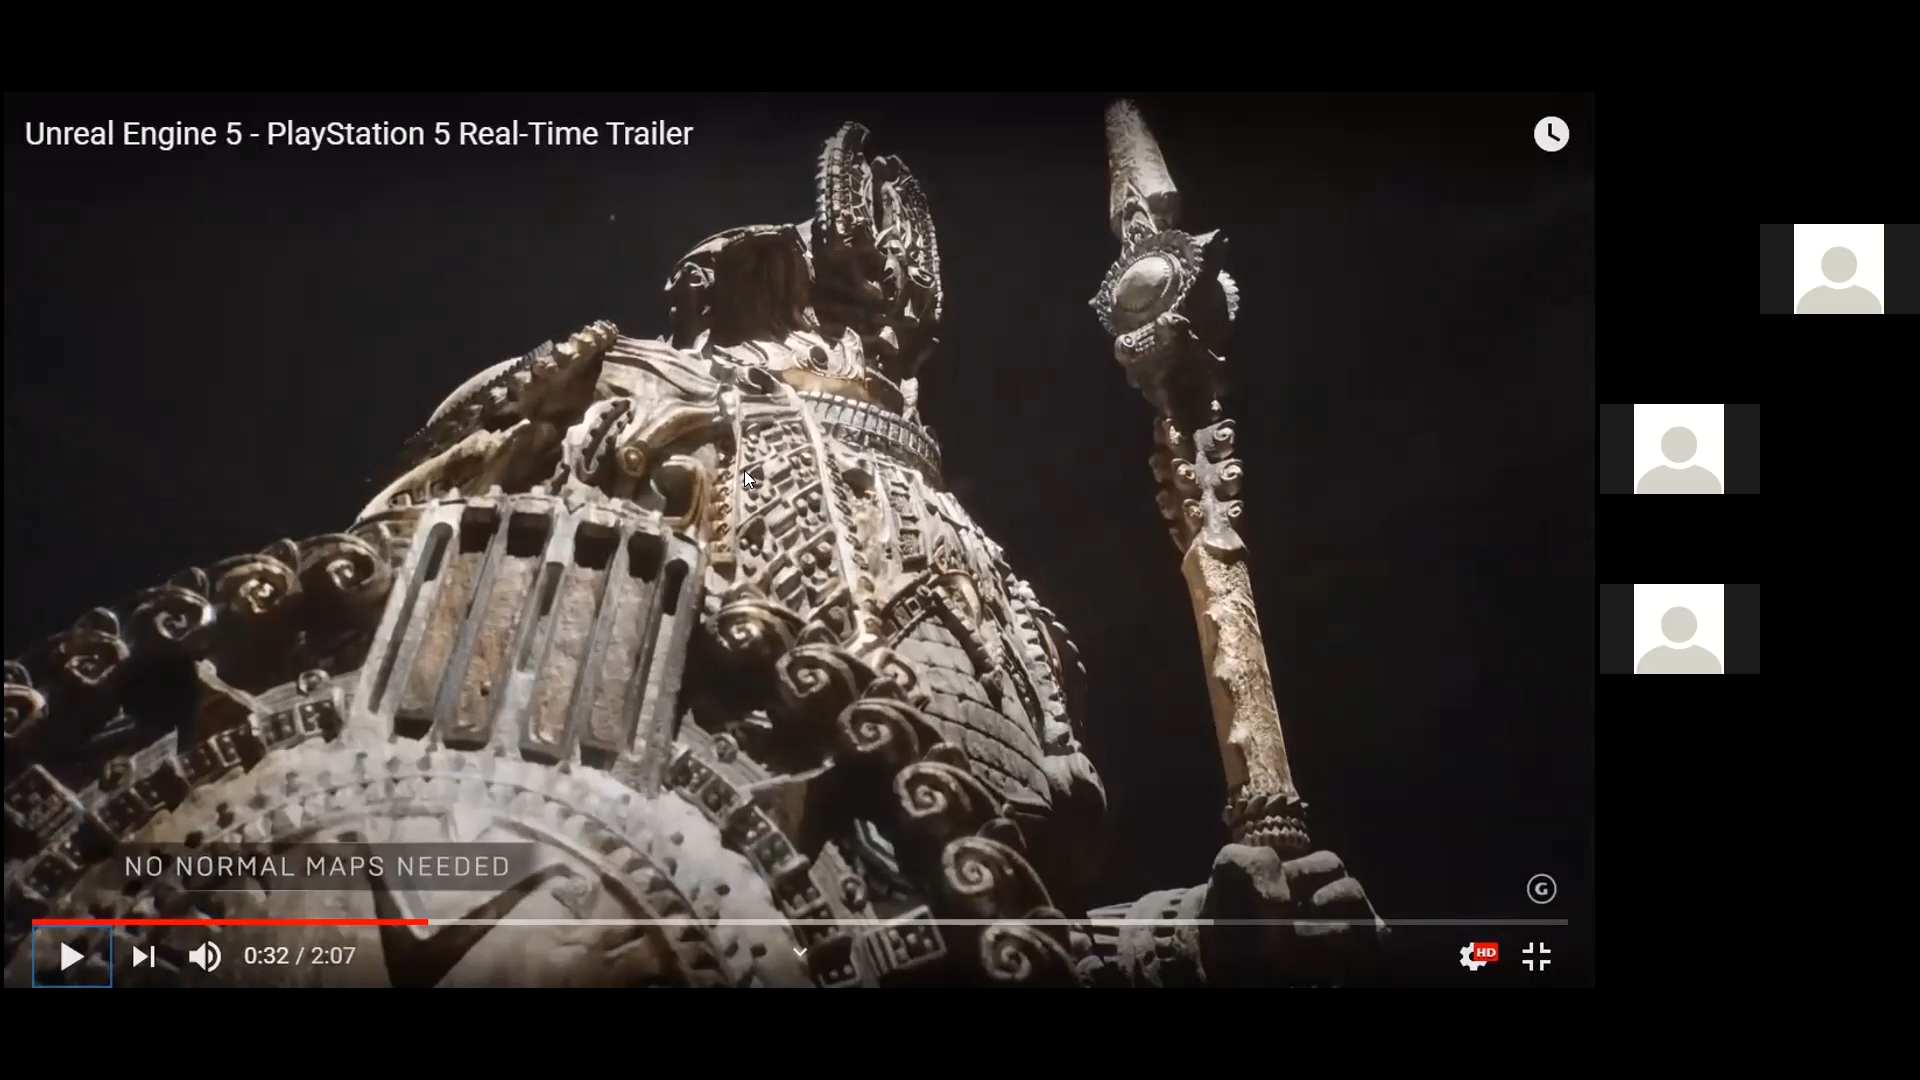 Unreal Engine 5 - PlayStation 5 Real-Time Trailer
NO NORMAL MAPS NEEDED
G
0:32 / 2:07
HD